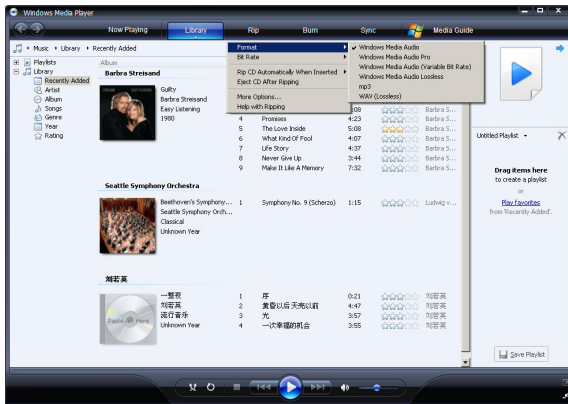 Windows Media Player
Now Playing
Library
Rip
Burn
Sync
Media Guide
Music
Library
Recently Added
Format
Bit Rate
Rip CD Automatically When Inserted
Eject CD After Ripping
More Options...
Help with Ripping
Windows Media Audio
Windows Media Audio Pro
Windows Media Audio (Variable Bit Rate)
Windows Media Audio Lossless
mp3
WAV (Lossless)
Playlists
Library
Recently Added
Artist
Album
Songs
Genre
Year
Rating
Album
Barbra Streisand
Guilty
Barbra Streisand
Easy Listening
1980
:08 Barbra S...
4 Promises 4:23 Barbra S...
5 The Love Inside 5:08 Barbra S...
6 What Kind Of Fool 4:07 Barbra S...
7 Life Story 4:37 Barbra S...
8 Never Give Up 3:44 Barbra S...
9 Make It Like A Memory 7:32 Barbra S...
Seattle Symphony Orchestra
Beethoven's Symphony... 1 Symphony No. 9 (Scherzo) 1:15 Ludwig v...
Seattle Symphony Orch...
Classical
Unknown Year
刘若英
一整夜 1 序 0:21 刘若英
刘若英 2 黄昏以后.天亮以前 4:47 刘若英
流行音乐 3 光 3:57 刘若英
Unknown Year 4 一次幸福的机会 3:55 刘若英
Paste Art Here
Untitled Playlist
Drag items here
to create a playlist
or
Play favorites
from 'Recently Added'.
Save Playlist